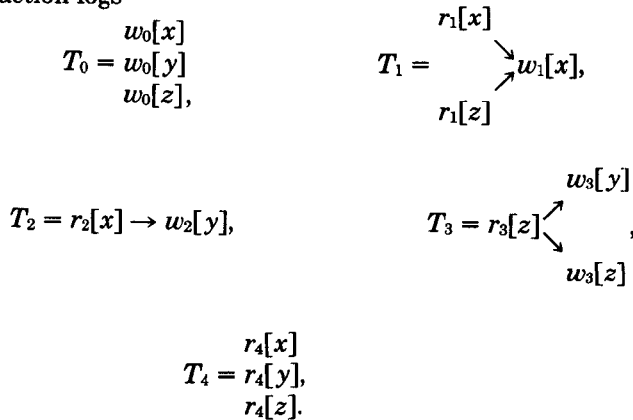 action logs
w₀[x]
T₀ = w₀[y]
w₀[z],
r₁[x]
T₁ = ↘ w₁[x],
↗
r₁[z]
T₂ = r₂[x] → w₂[y],
w₃[y]
T₃ = r₃[z] ↗ ,
↘
w₃[z]
r₄[x]
T₄ = r₄[y],
r₄[z].